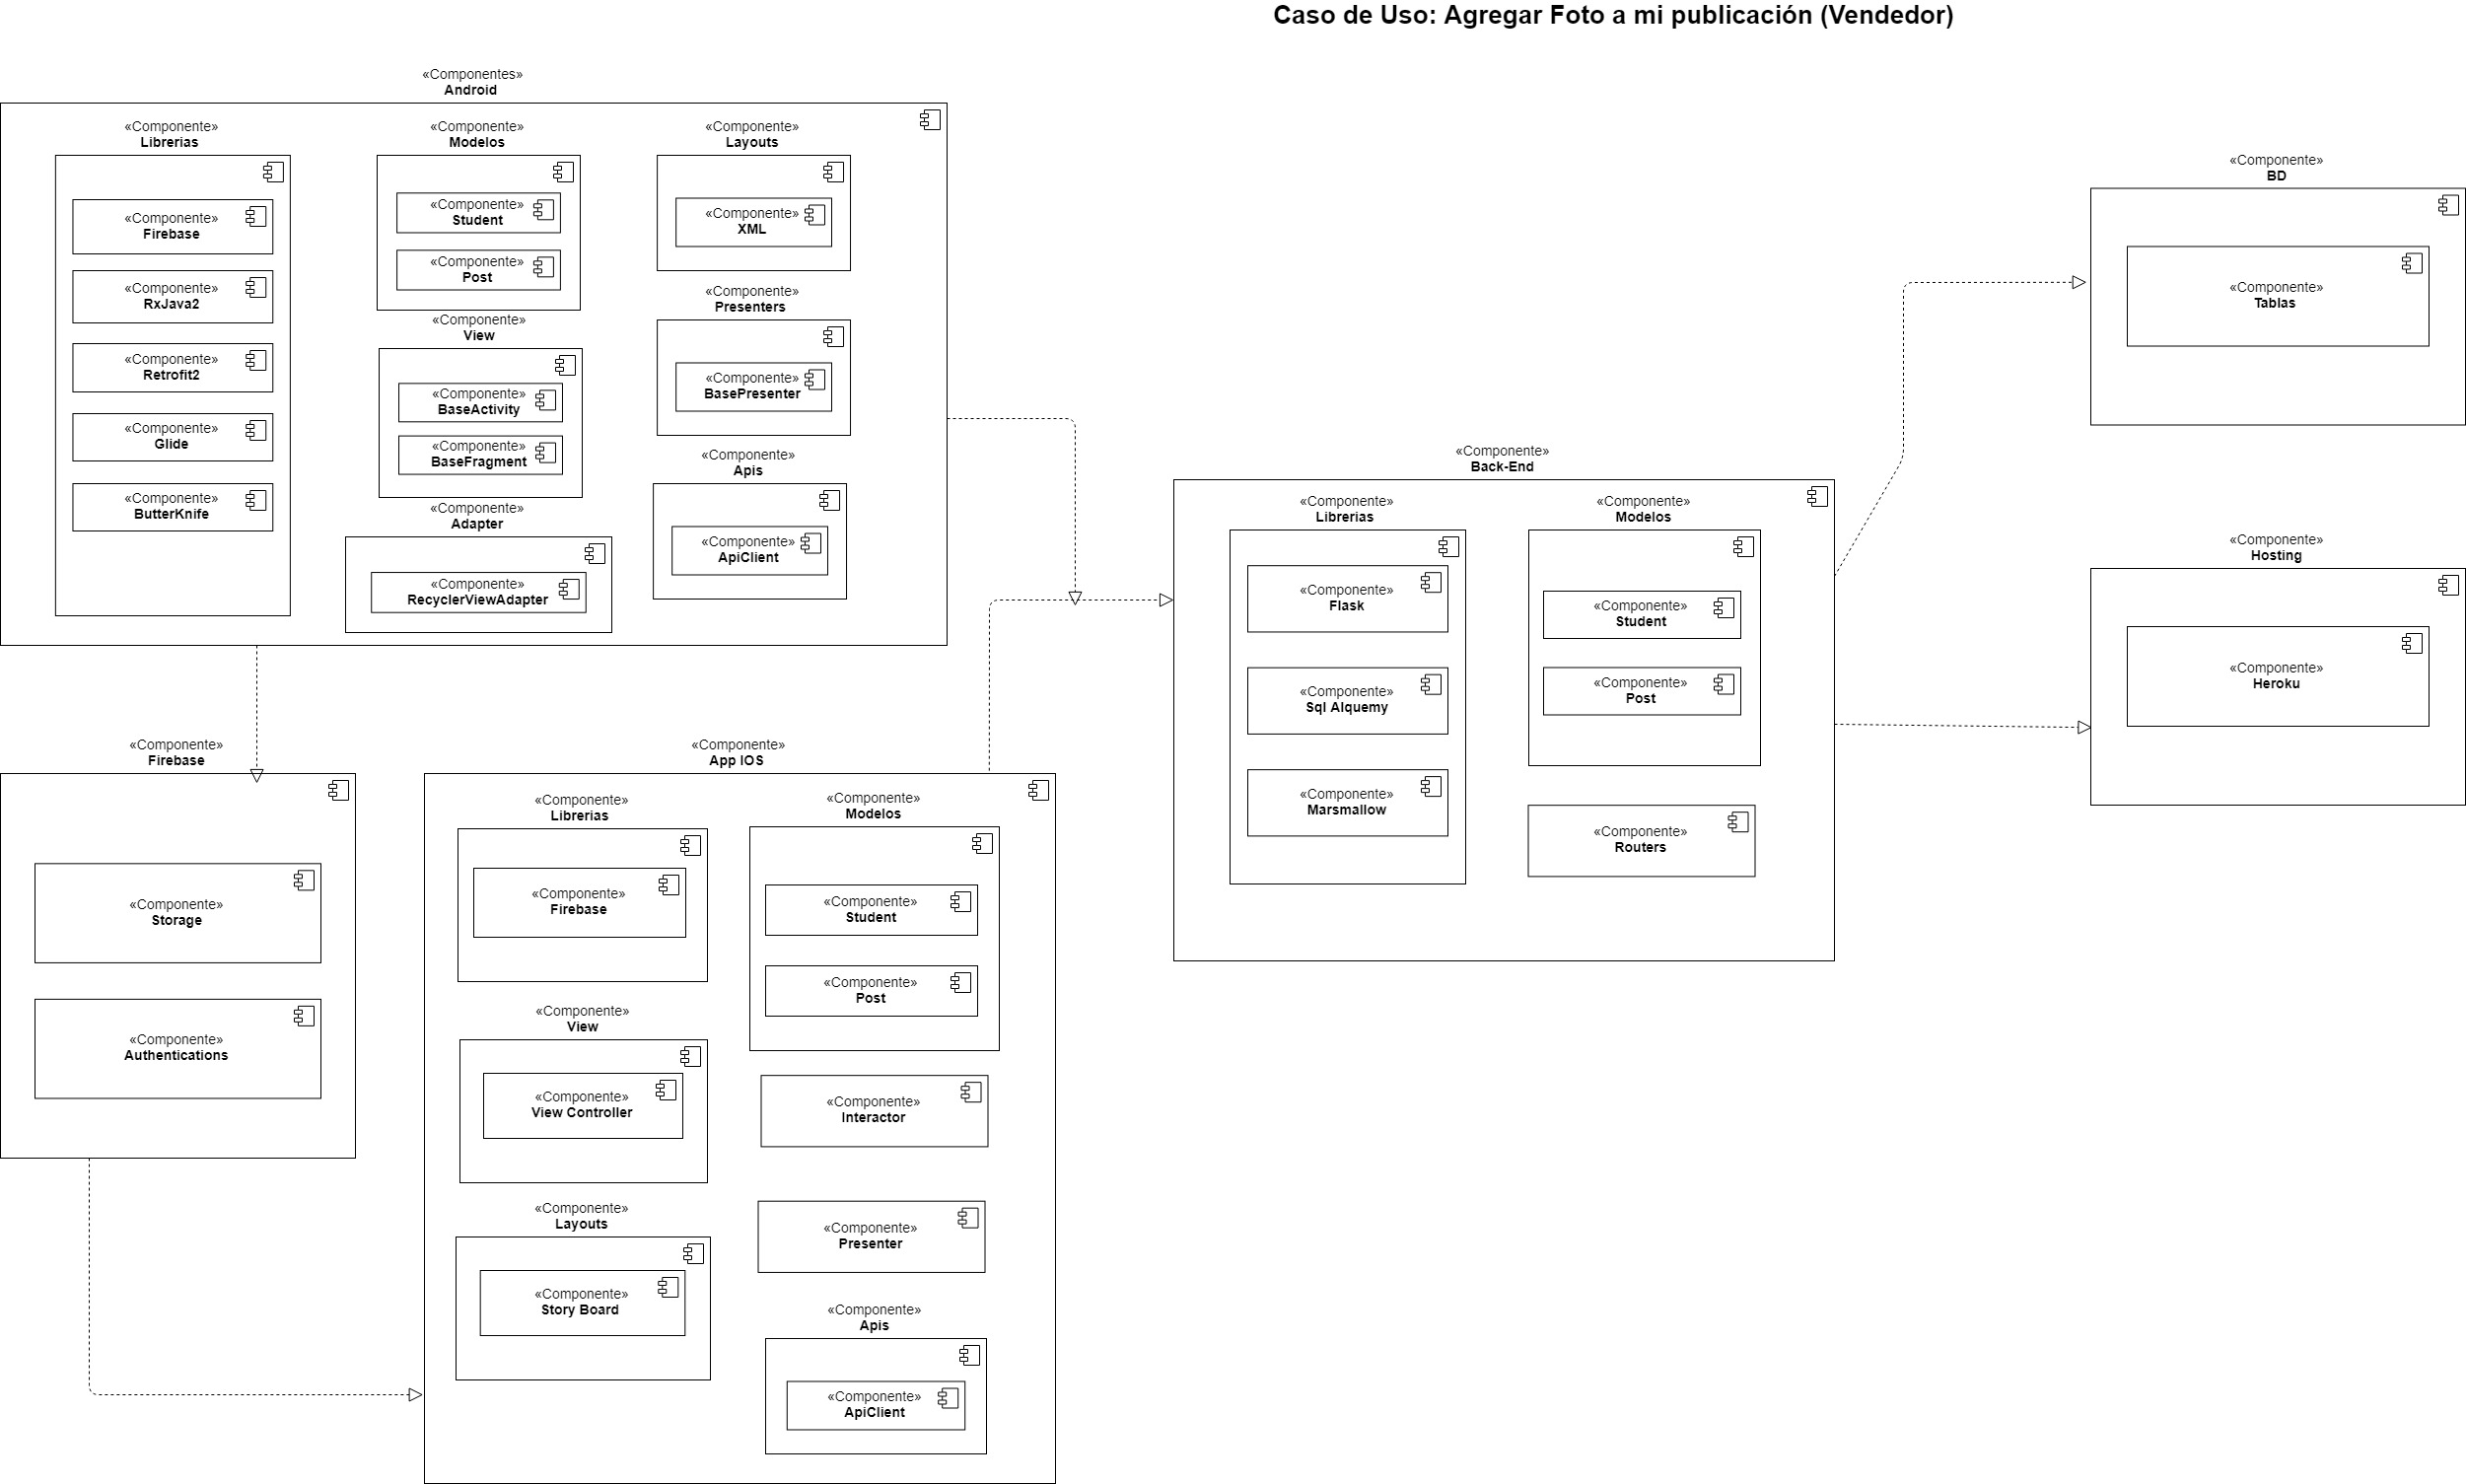 Caso de Uso: Agregar Foto a mi publicación (Vendedor)
«Componentes»
Android
«Componente»
Librerias
«Componente»
Firebase
«Componente»
RxJava2
«Componente»
Retrofit2
«Componente»
Glide
«Componente»
ButterKnife
«Componente»
Modelos
«Componente»
Student
«Componente»
Post
«Componente»
View
«Componente»
BaseActivity
«Componente»
BaseFragment
«Componente»
Adapter
«Componente»
RecyclerViewAdapter
«Componente»
Layouts
«Componente»
XML
«Componente»
Presenters
«Componente»
BasePresenter
«Componente»
Apis
«Componente»
ApiClient
«Componente»
Firebase
«Componente»
Storage
«Componente»
Authentications
«Componente»
App IOS
«Componente»
Librerias
«Componente»
Firebase
«Componente»
View
«Componente»
View Controller
«Componente»
Layouts
«Componente»
Story Board
«Componente»
Modelos
«Componente»
Student
«Componente»
Post
«Componente»
Interactor
«Componente»
Presenter
«Componente»
Apis
«Componente»
ApiClient
«Componente»
Back-End
«Componente»
Librerias
«Componente»
Flask
«Componente»
Sql Alquemy
«Componente»
Marsmallow
«Componente»
Modelos
«Componente»
Student
«Componente»
Post
«Componente»
Routers
«Componente»
BD
«Componente»
Tablas
«Componente»
Hosting
«Componente»
Heroku